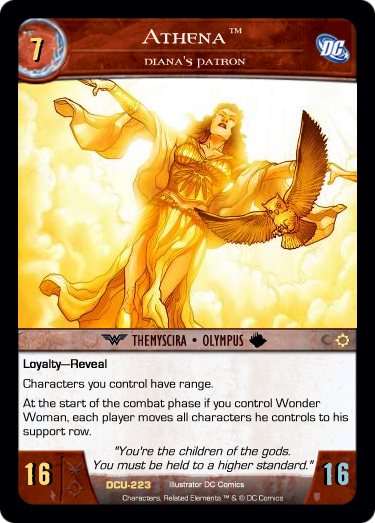 7
ATHENA™
DIANA'S PATRON
DC
THEMYSCIRA • OLYMPUS
Loyalty—Reveal
Characters you control have range.
At the start of the combat phase if you control Wonder
Woman, each player moves all characters he controls to his
support row.
"You're the children of the gods.
You must be held to a higher standard."
16
DCU-223
Illustrator DC Comics
16
Characters, Related Elements ™ & © DC Comics